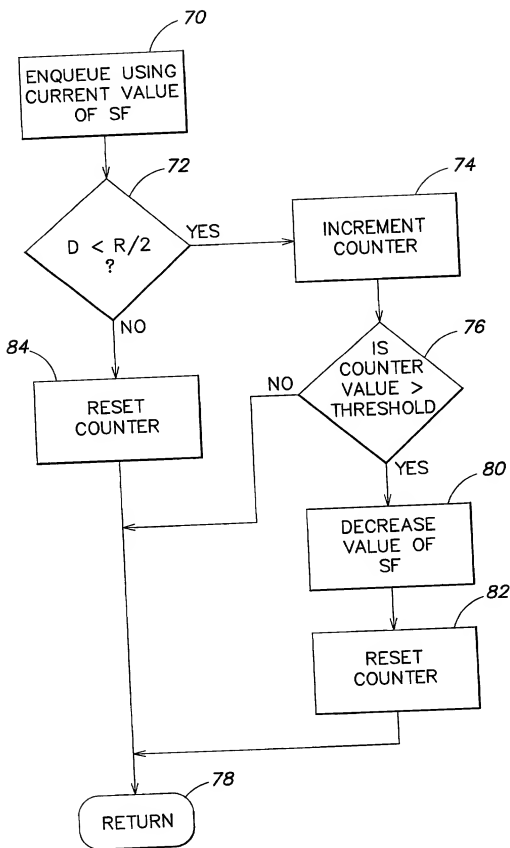 70
ENQUEUE USING
CURRENT VALUE
OF SF
72
D < R/2
?
YES
NO
74
INCREMENT
COUNTER
76
IS
COUNTER
VALUE >
THRESHOLD
NO
YES
84
RESET
COUNTER
80
DECREASE
VALUE OF
SF
82
RESET
COUNTER
78
RETURN